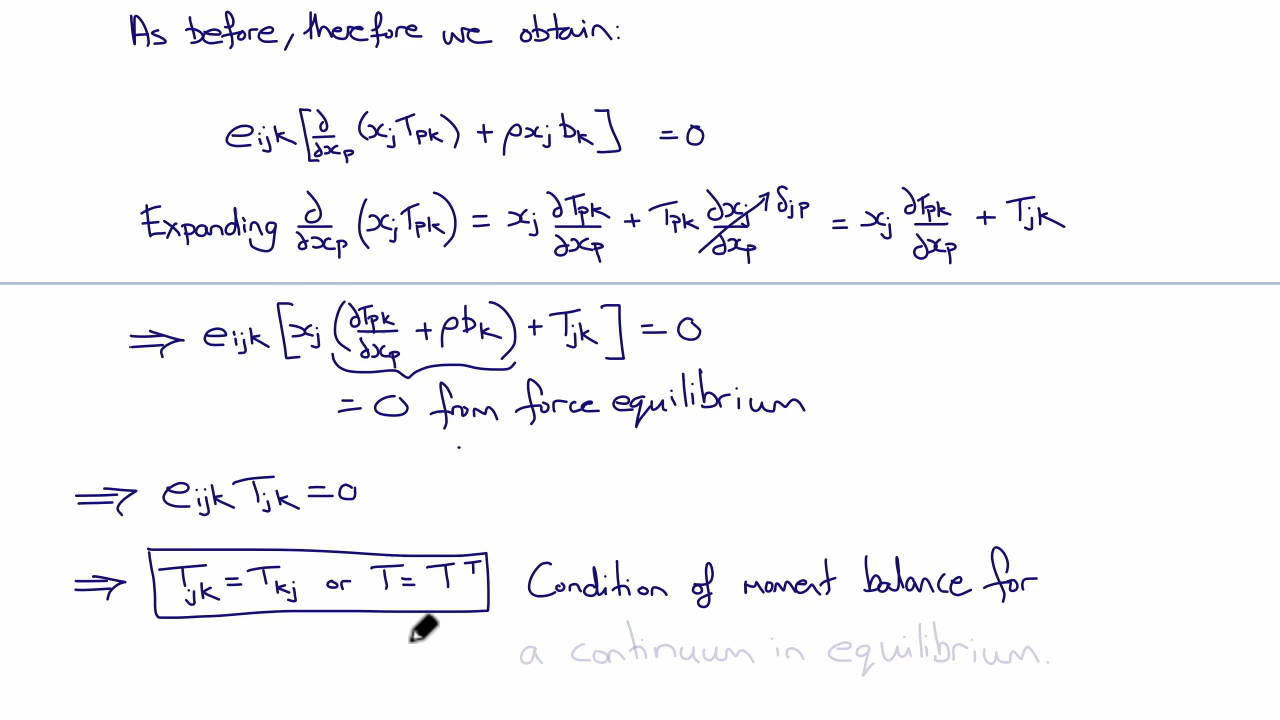 As before, therefore we obtain:
e_ijk [∂/∂x_p (x_j T_pk) + ρx_j b_k] = 0
Expanding ∂/∂x_p (x_j T_pk) = x_j ∂T_pk/∂x_p + T_pk ∂x_j/∂x_p δ_jp = x_j ∂T_pk/∂x_p + T_jk
⇒ e_ijk [x_j (∂T_pk/∂x_p + ρb_k) + T_jk] = 0
= 0 from force equilibrium
⇒ e_ijk T_jk = 0
⇒ T_jk = T_kj or T = T^T Condition of moment balance for
a continuum in equilibrium.